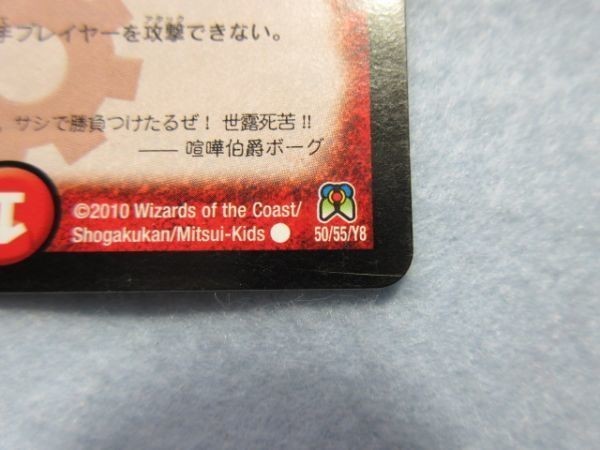 プレイヤーを攻撃できない。
サシで勝負つけたるぜ! 世露死苦!!
—— 喧嘩伯爵ボーグ
©2010 Wizards of the Coast/
Shogakukan/Mitsui-Kids ● 50/55/Y8